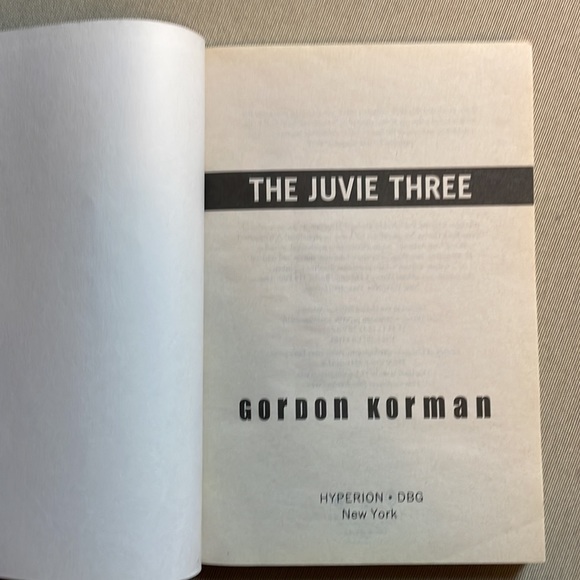 THE JUVIE THREE
GORDON Korman
HYPERION • DBG
New York